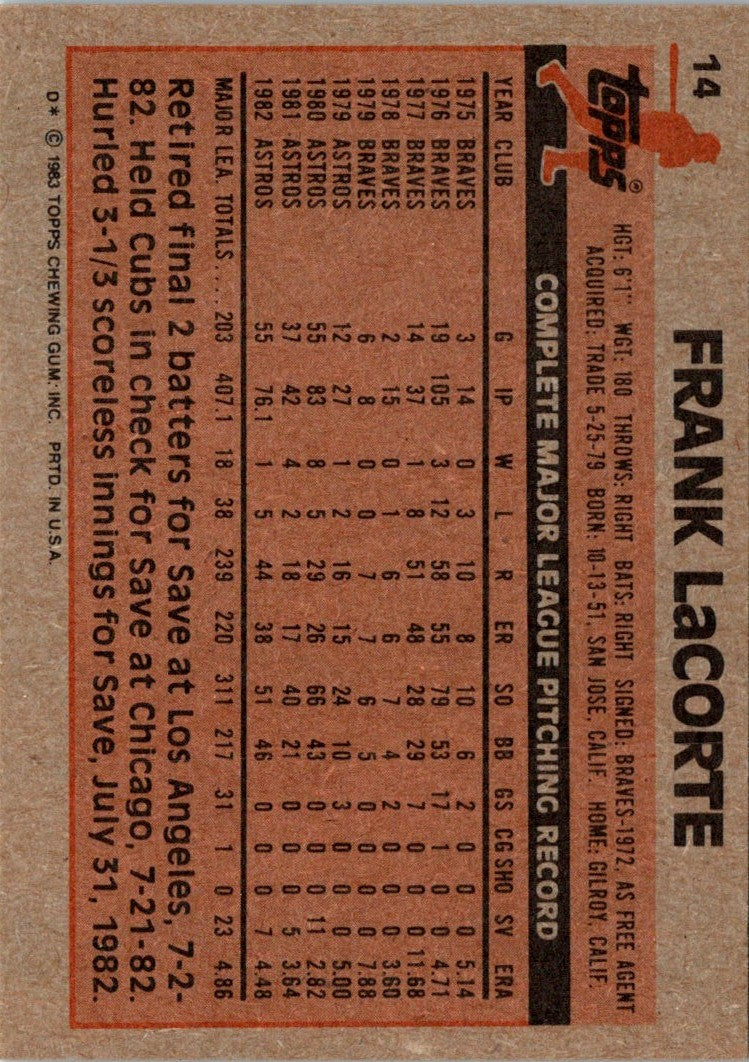 14
FRANK LaCORTE
topps®
HGT: 6'1" WGT: 180 THROWS: RIGHT BATS: RIGHT SIGNED: BRAVES-1972, AS FREE AGENT
ACQUIRED: TRADE 5-25-79 BORN: 10-13-51, SAN JOSE, CALIF. HOME: GILROY, CALIF.
COMPLETE MAJOR LEAGUE PITCHING RECORD
YEAR CLUB G IP W L R ER SO BB GS CG SHO SV ERA
1975 BRAVES 3 14 0 3 10 8 10 6 2 0 0 0 5.14
1976 BRAVES 19 105 3 12 58 55 79 53 17 1 0 0 4.71
1977 BRAVES 14 37 1 8 51 48 28 29 7 0 0 0 11.68
1978 BRAVES 2 15 0 1 6 6 7 4 2 0 0 0 3.60
1979 BRAVES 6 8 0 0 7 7 6 5 0 0 0 0 7.88
1979 ASTROS 12 27 1 2 16 15 24 10 3 0 0 0 5.00
1980 ASTROS 55 83 8 5 29 26 66 43 0 0 0 11 2.82
1981 ASTROS 37 42 4 2 18 17 40 21 0 0 0 5 3.64
1982 ASTROS 55 76.1 1 5 44 38 51 46 0 0 0 7 4.48
MAJOR LEA. TOTALS.... 203 407.1 18 38 239 220 311 217 31 1 0 23 4.86
Retired final 2 batters for Save at Los Angeles, 7-2-
82. Held Cubs in check for Save at Chicago, 7-21-82.
Hurled 3-1/3 scoreless innings for Save, July 31, 1982.
D* © 1983 TOPPS CHEWING GUM, INC. PRTD. IN U.S.A.